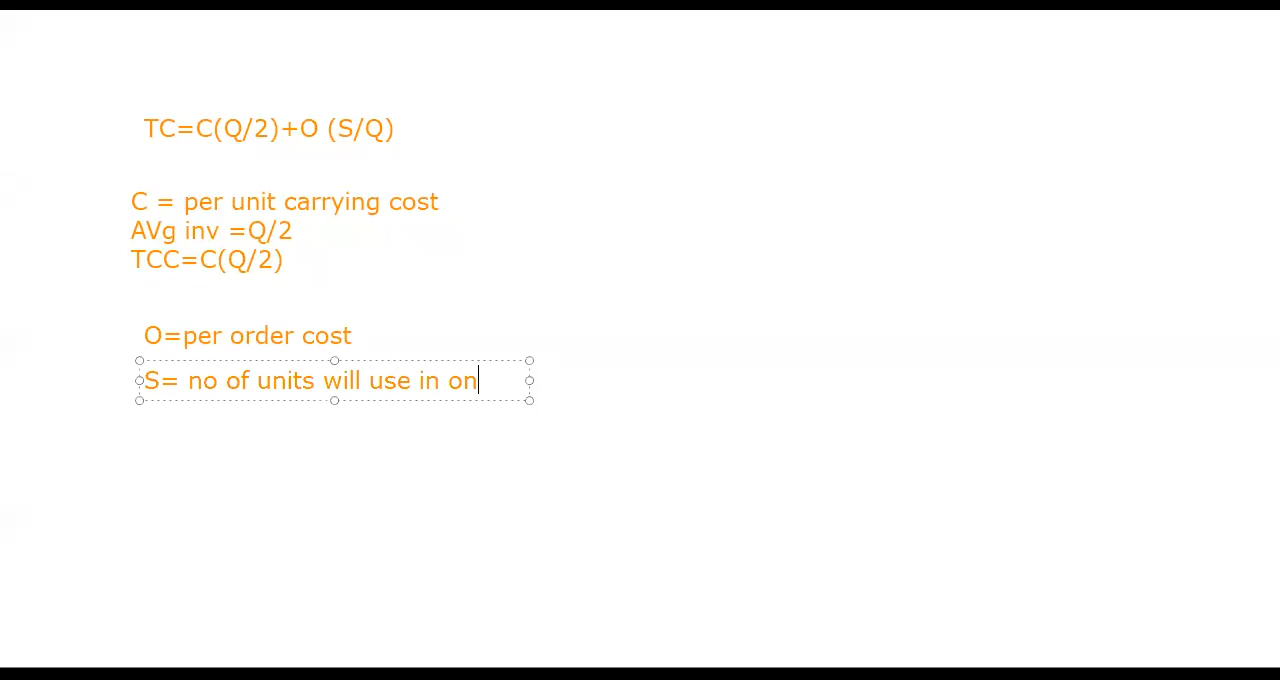 TC=C(Q/2)+O (S/Q)
C = per unit carrying cost
AVg inv =Q/2
TCC=C(Q/2)
O=per order cost
S= no of units will use in on